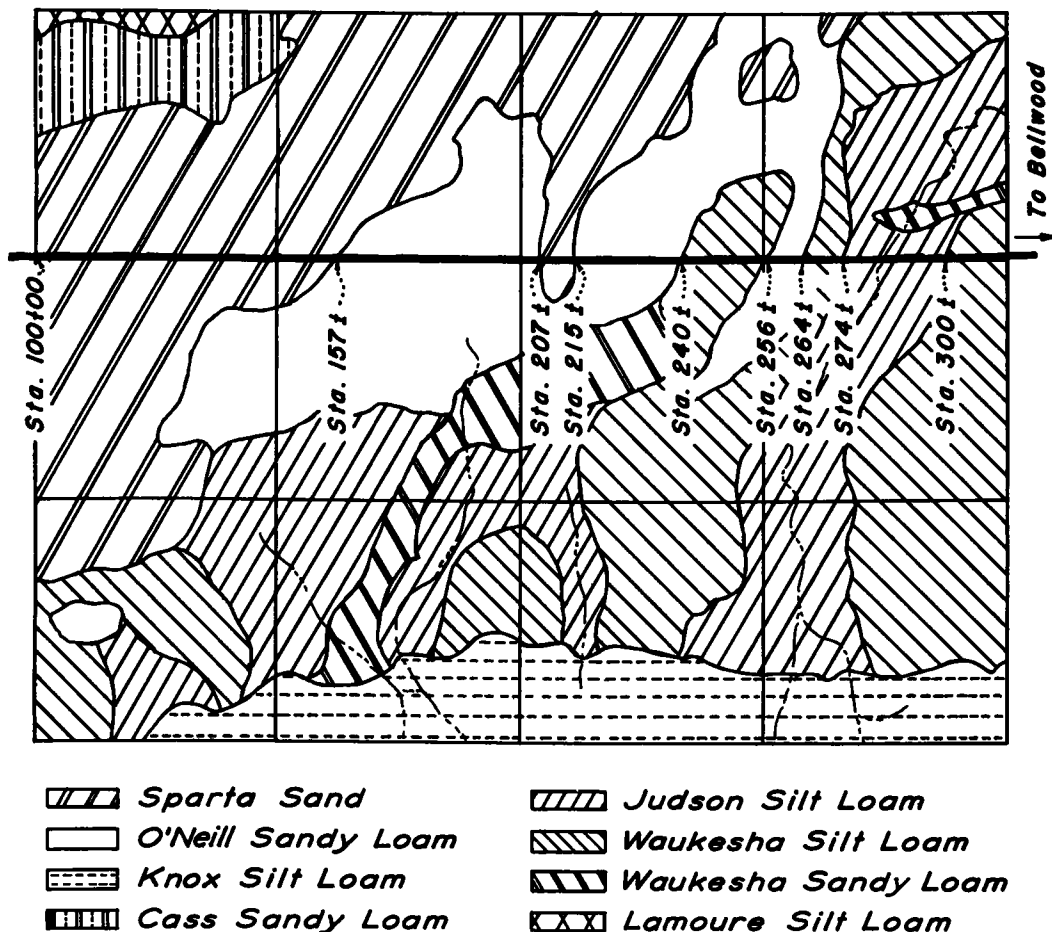 To Bellwood
Sta. 100+00
Sta. 157±
Sta. 207±
Sta. 215±
Sta. 240±
Sta. 256±
Sta. 264±
Sta. 274±
Sta. 300±
Sparta Sand
O'Neill Sandy Loam
Knox Silt Loam
Cass Sandy Loam
Judson Silt Loam
Waukesha Silt Loam
Waukesha Sandy Loam
Lamoure Silt Loam